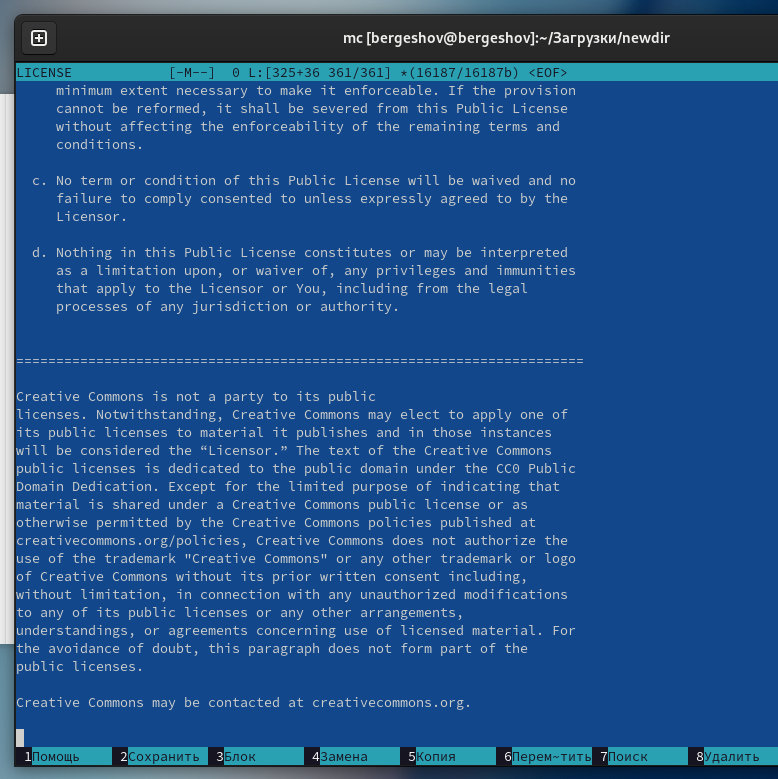 mc [bergeshov@bergeshov]:~/Загрузки/newdir
LICENSE [-M--] 0 L:[325+36 361/361] *(16187/16187b) <EOF>
minimum extent necessary to make it enforceable. If the provision
cannot be reformed, it shall be severed from this Public License
without affecting the enforceability of the remaining terms and
conditions.
c. No term or condition of this Public License will be waived and no
failure to comply consented to unless expressly agreed to by the
Licensor.
d. Nothing in this Public License constitutes or may be interpreted
as a limitation upon, or waiver of, any privileges and immunities
that apply to the Licensor or You, including from the legal
processes of any jurisdiction or authority.
=======================================================================
Creative Commons is not a party to its public
licenses. Notwithstanding, Creative Commons may elect to apply one of
its public licenses to material it publishes and in those instances
will be considered the “Licensor.” The text of the Creative Commons
public licenses is dedicated to the public domain under the CC0 Public
Domain Dedication. Except for the limited purpose of indicating that
material is shared under a Creative Commons public license or as
otherwise permitted by the Creative Commons policies published at
creativecommons.org/policies, Creative Commons does not authorize the
use of the trademark "Creative Commons" or any other trademark or logo
of Creative Commons without its prior written consent including,
without limitation, in connection with any unauthorized modifications
to any of its public licenses or any other arrangements,
understandings, or agreements concerning use of licensed material. For
the avoidance of doubt, this paragraph does not form part of the
public licenses.
Creative Commons may be contacted at creativecommons.org.
1Помощь 2Сохранить 3Блок 4Замена 5Копия 6Перем~тить 7Поиск 8Удалить